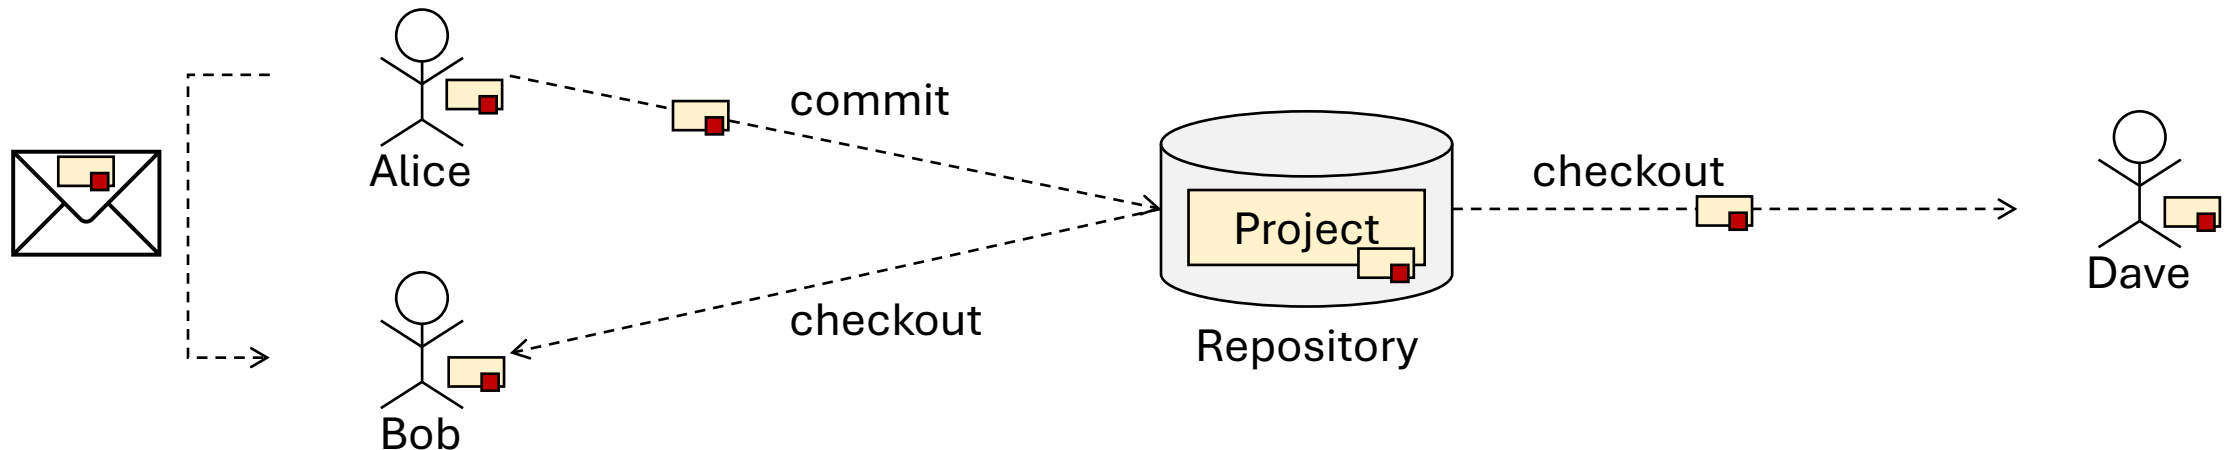 commit
Alice
checkout
Project
Dave
checkout
Repository
Bob